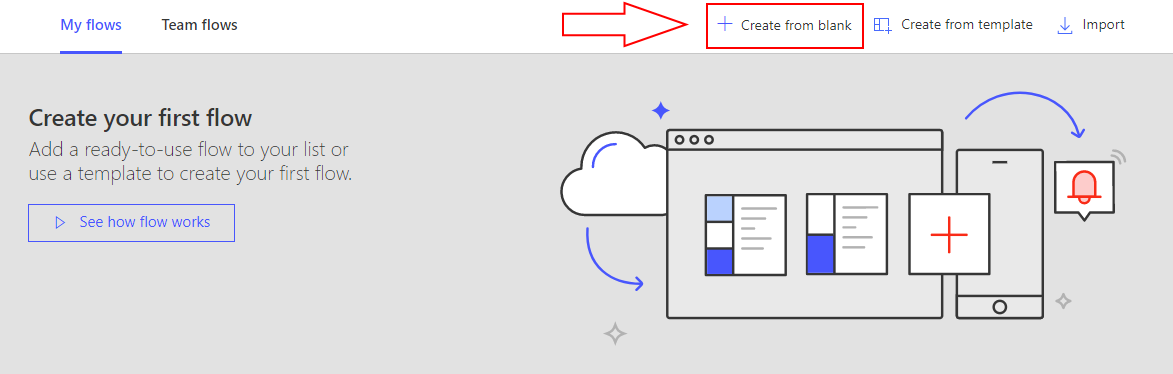 My flows
Team flows
Create from blank
Create from template
Import
Create your first flow
Add a ready-to-use flow to your list or
use a template to create your first flow.
See how flow works